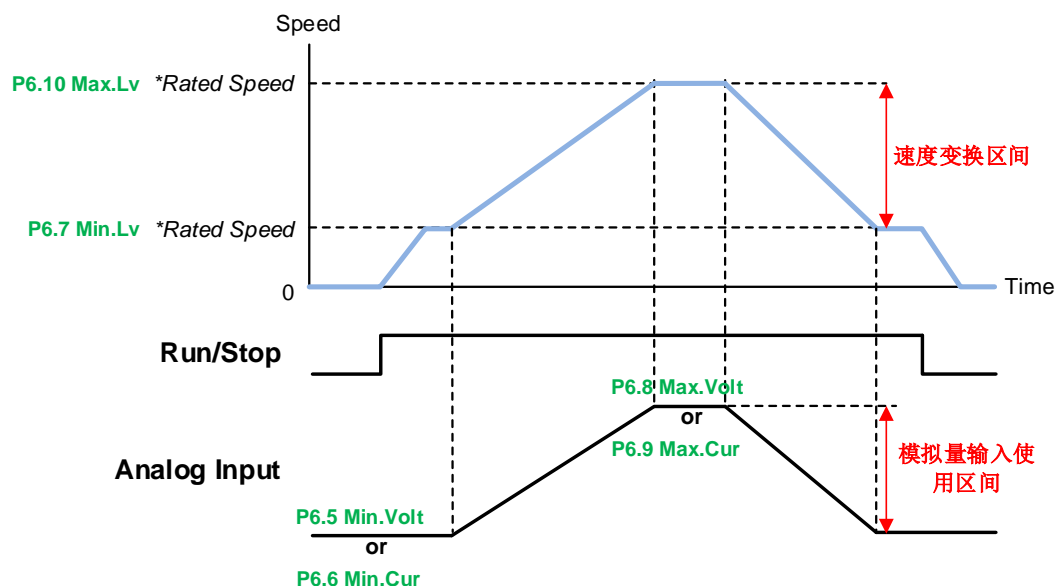 Speed
P6.10 Max.Lv *Rated Speed
速度变换区间
P6.7 Min.Lv *Rated Speed
0
Time
Run/Stop
P6.8 Max.Volt
or
P6.9 Max.Cur
Analog Input
模拟量输入使
用区间
P6.5 Min.Volt
or
P6.6 Min.Cur